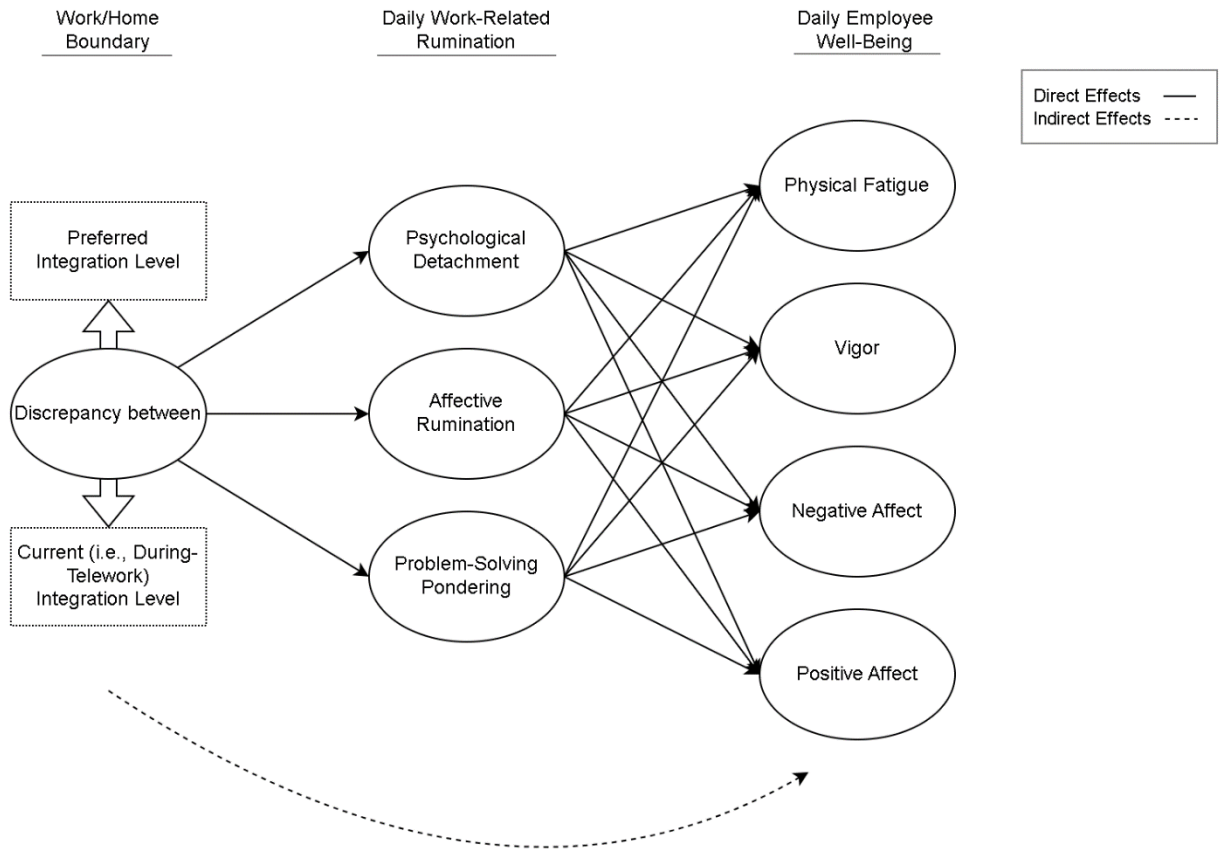 Work/Home
Boundary
Daily Work-Related
Rumination
Daily Employee
Well-Being
Direct Effects
Indirect Effects
Preferred
Integration Level
Discrepancy between
Current (i.e., During-
Telework)
Integration Level
Psychological
Detachment
Affective
Rumination
Problem-Solving
Pondering
Physical Fatigue
Vigor
Negative Affect
Positive Affect